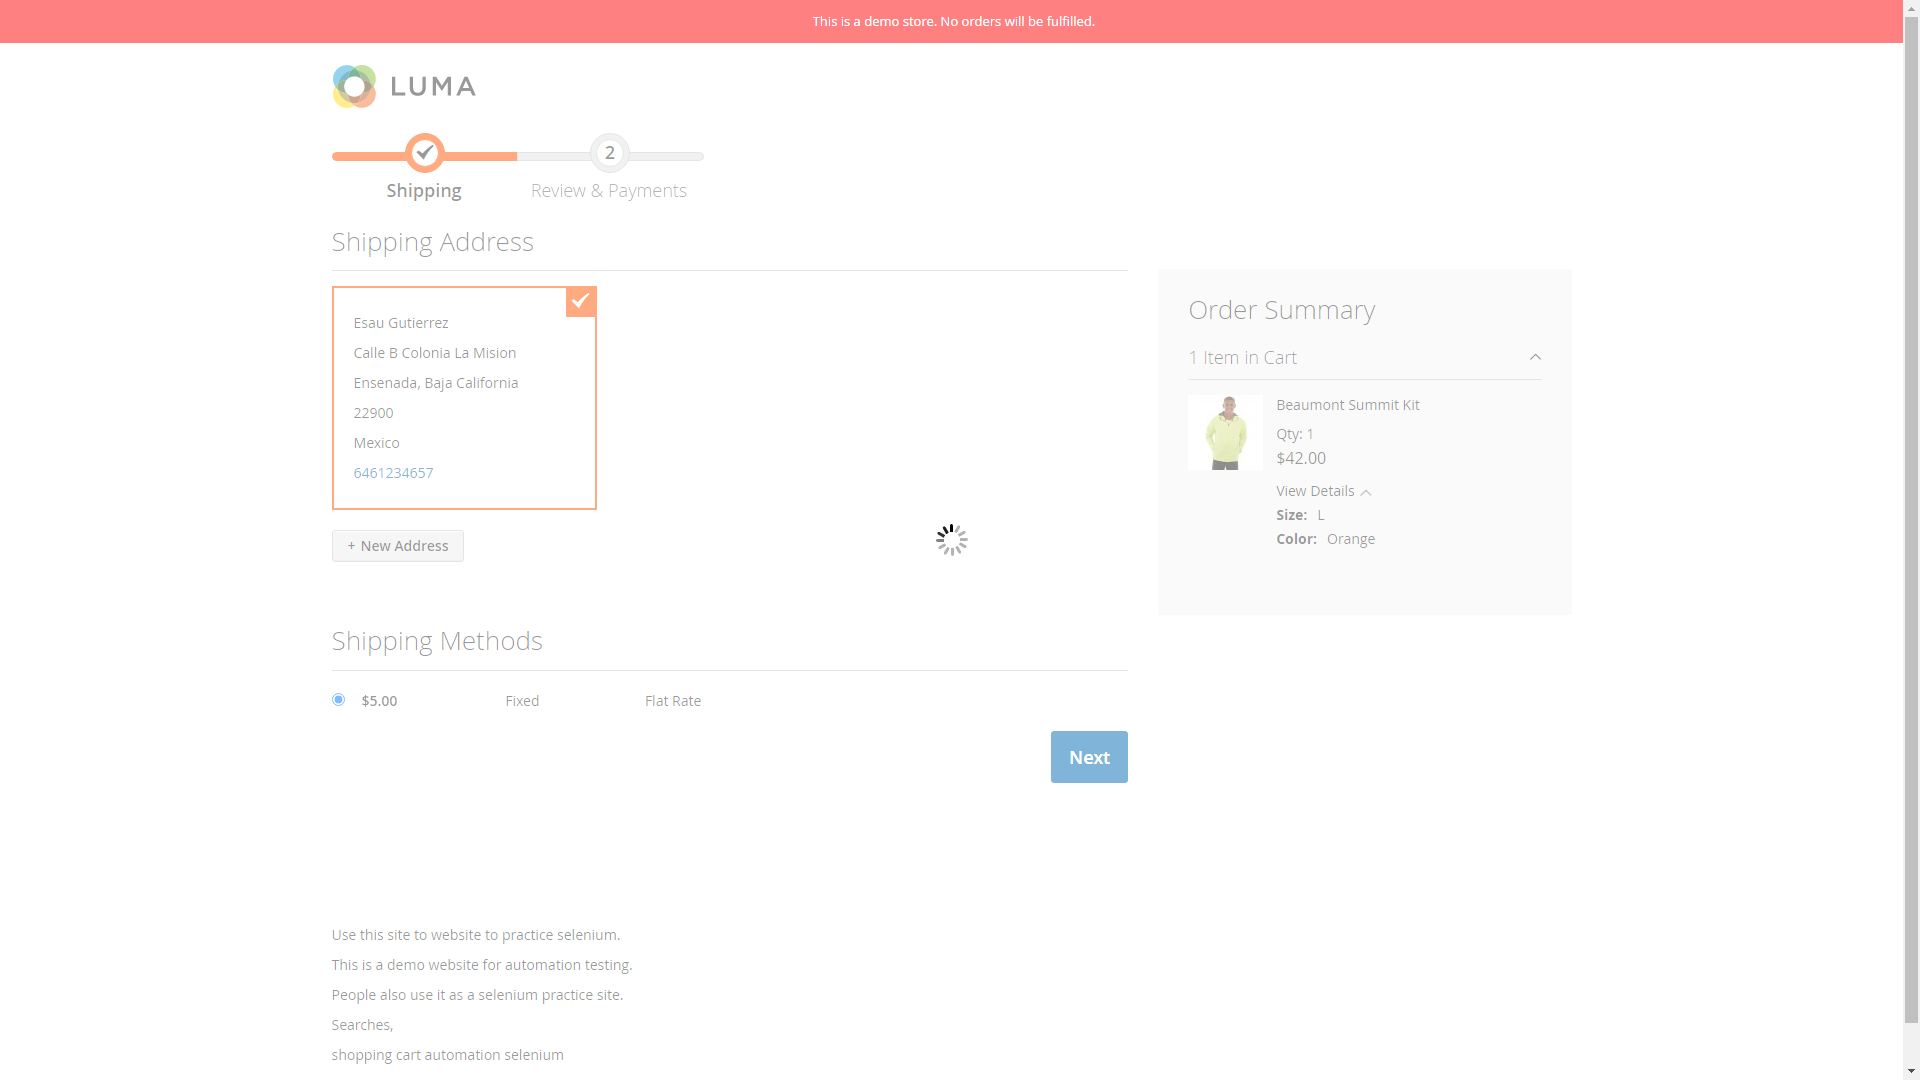 This is a demo store. No orders will be fulfilled.
LUMA
2
Shipping
Review & Payments
Shipping Address
Esau Gutierrez
Calle B Colonia La Mision
Ensenada, Baja California
22900
Mexico
6461234657
+ New Address
Order Summary
1 Item in Cart
Beaumont Summit Kit
Qty: 1
$42.00
View Details
Size: L
Color: Orange
Shipping Methods
$5.00 Fixed Flat Rate
Next
Use this site to website to practice selenium.
This is a demo website for automation testing.
People also use it as a selenium practice site.
Searches,
shopping cart automation selenium